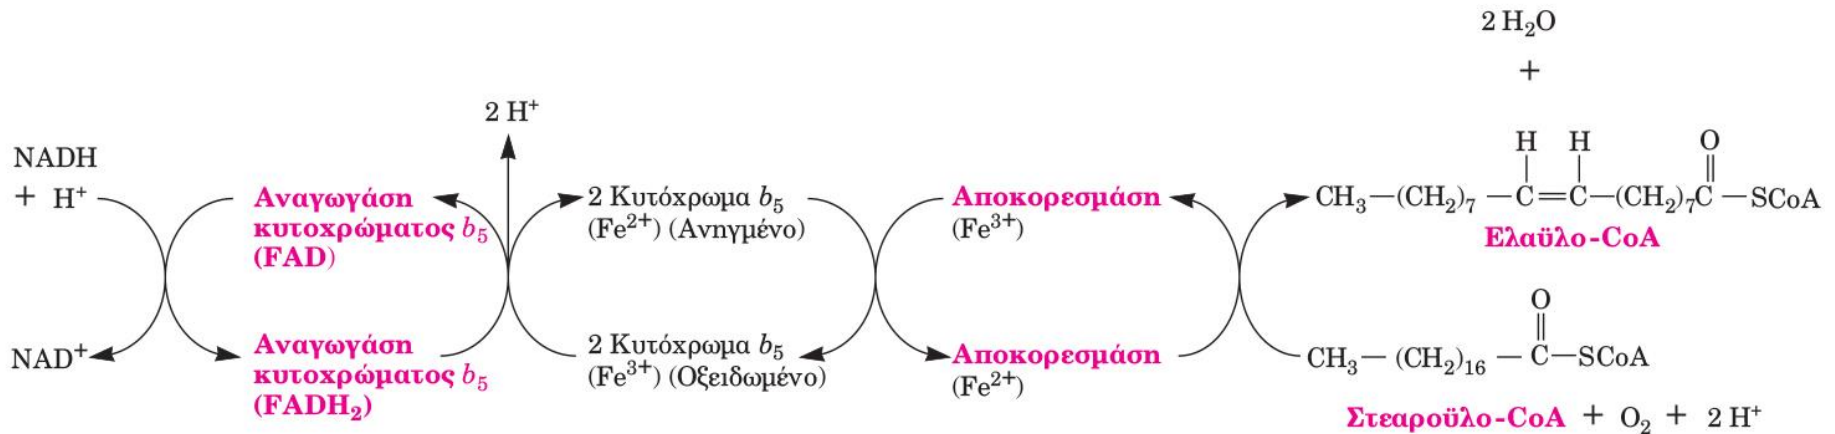 2 H₂O
+
2 H⁺
H H O
NADH
+ H⁺
Αναγωγάση
κυτοχρώματος b₅
(FAD)
2 Κυτόχρωμα b₅
(Fe²⁺) (Ανηγμένο)
Αποκορεσμάση
(Fe³⁺)
CH₃—(CH₂)₇ —C=C—(CH₂)₇C —SCoA
Ελαϋλο-CoA
NAD⁺
Αναγωγάση
κυτοχρώματος b₅
(FADH₂)
2 Κυτόχρωμα b₅
(Fe³⁺) (Οξειδωμένο)
Αποκορεσμάση
(Fe²⁺)
O
CH₃— (CH₂)₁₆ — C—SCoA
Στεαροϋλο-CoA + O₂ + 2 H⁺